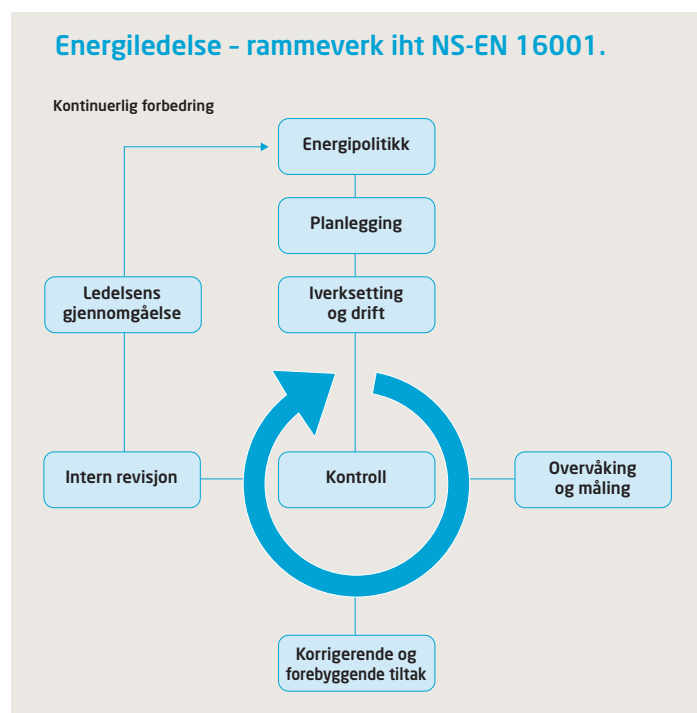 Energiledelse – rammeverk iht NS-EN 16001.
Kontinuerlig forbedring
Energipolitikk
Planlegging
Ledelsens
gjennomgåelse
Iverksetting
og drift
Intern revisjon
Kontroll
Overvåking
og måling
Korrigerende og
forebyggende tiltak